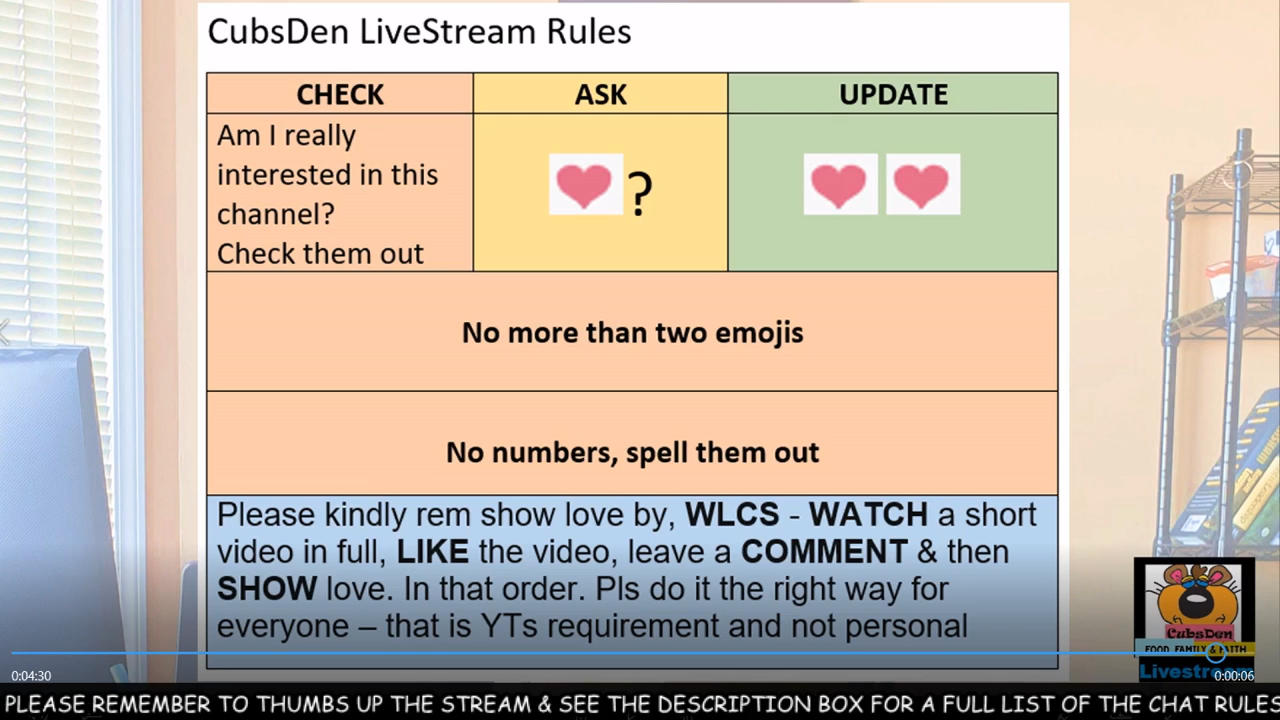 CubsDen LiveStream Rules
CHECK
ASK
UPDATE
Am I really
interested in this
channel?
Check them out
?
No more than two emojis
No numbers, spell them out
Please kindly rem show love by, WLCS - WATCH a short
video in full, LIKE the video, leave a COMMENT & then
SHOW love. In that order. Pls do it the right way for
everyone – that is YTs requirement and not personal
CubsDen
FOOD FAMILY & FAITH
0:04:30
0:00:06
PLEASE REMEMBER TO THUMBS UP THE STREAM & SEE THE DESCRIPTION BOX FOR A FULL LIST OF THE CHAT RULES